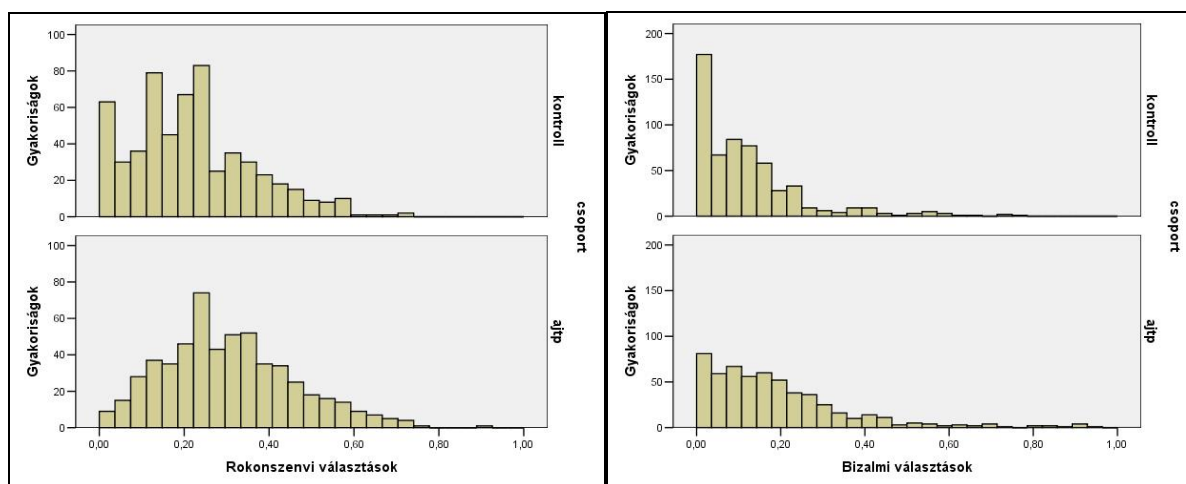 Gyakoriságok
100
80
60
40
20
0
kontroll
Gyakoriságok
100
80
60
40
20
0
ajtp
csoport
0,00 0,20 0,40 0,60 0,80 1,00
Rokonszenvi választások
Gyakoriságok
200
150
100
50
0
kontroll
Gyakoriságok
200
150
100
50
0
ajtp
csoport
0,00 0,20 0,40 0,60 0,80 1,00
Bizalmi választások